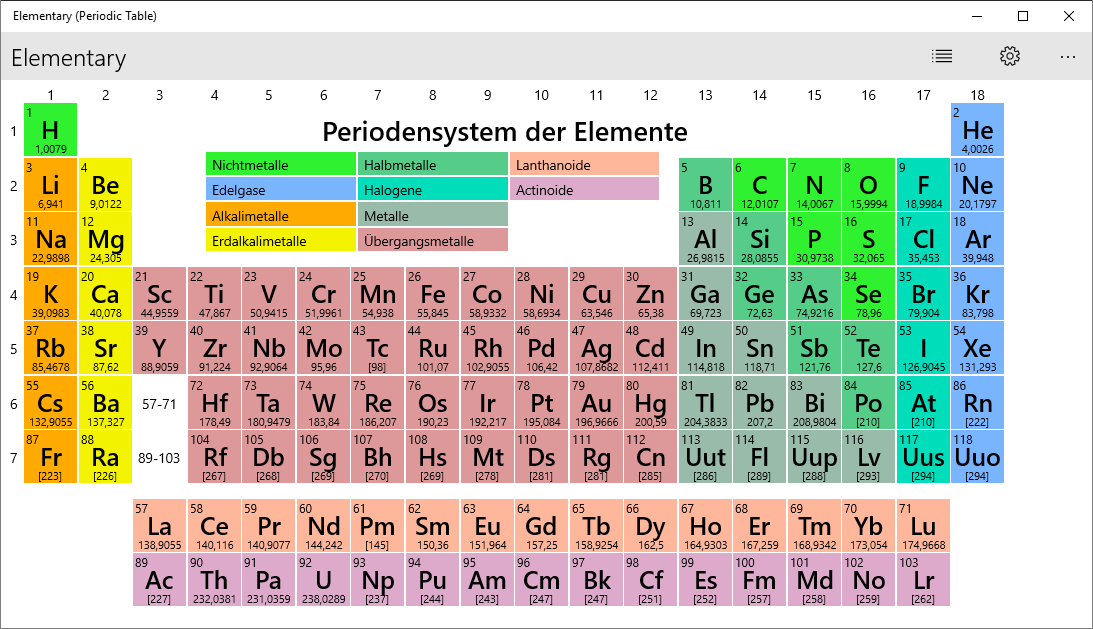 Elementary (Periodic Table)
Elementary
1 2 3 4 5 6 7 8 9 10 11 12 13 14 15 16 17 18
Periodensystem der Elemente
Nichtmetalle Halbmetalle Lanthanoide
Edelgase Halogene Actinoide
Alkalimetalle Metalle
Erdalkalimetalle Übergangsmetalle
1 2
1 H He
1,0079 4,0026
3 4 5 6 7 8 9 10
2 Li Be B C N O F Ne
6,941 9,0122 10,811 12,0107 14,0067 15,9994 18,9984 20,1797
11 12 13 14 15 16 17 18
3 Na Mg Al Si P S Cl Ar
22,9898 24,305 26,9815 28,0855 30,9738 32,065 35,453 39,948
19 20 21 22 23 24 25 26 27 28 29 30 31 32 33 34 35 36
4 K Ca Sc Ti V Cr Mn Fe Co Ni Cu Zn Ga Ge As Se Br Kr
39,0983 40,078 44,9559 47,867 50,9415 51,9961 54,938 55,845 58,9332 58,6934 63,546 65,38 69,723 72,63 74,9216 78,96 79,904 83,798
37 38 39 40 41 42 43 44 45 46 47 48 49 50 51 52 53 54
5 Rb Sr Y Zr Nb Mo Tc Ru Rh Pd Ag Cd In Sn Sb Te I Xe
85,4678 87,62 88,9059 91,224 92,9064 95,96 [98] 101,07 102,9055 106,42 107,8682 112,411 114,818 118,71 121,76 127,6 126,9045 131,293
55 56 72 73 74 75 76 77 78 79 80 81 82 83 84 85 86
6 Cs Ba 57-71 Hf Ta W Re Os Ir Pt Au Hg Tl Pb Bi Po At Rn
132,9055 137,327 178,49 180,9479 183,84 186,207 190,23 192,217 195,084 196,9666 200,59 204,3833 207,2 208,9804 [210] [210] [222]
87 88 104 105 106 107 108 109 110 111 112 113 114 115 116 117 118
7 Fr Ra 89-103 Rf Db Sg Bh Hs Mt Ds Rg Cn Uut Fl Uup Lv Uus Uuo
[223] [226] [267] [268] [269] [270] [269] [278] [281] [281] [285] [286] [289] [288] [293] [294] [294]
57 58 59 60 61 62 63 64 65 66 67 68 69 70 71
La Ce Pr Nd Pm Sm Eu Gd Tb Dy Ho Er Tm Yb Lu
138,9055 140,116 140,9077 144,242 [145] 150,36 151,964 157,25 158,9254 162,5 164,9303 167,259 168,9342 173,054 174,9668
89 90 91 92 93 94 95 96 97 98 99 100 101 102 103
Ac Th Pa U Np Pu Am Cm Bk Cf Es Fm Md No Lr
[227] 232,0381 231,0359 238,0289 [237] [244] [243] [247] [247] [251] [252] [257] [258] [259] [262]